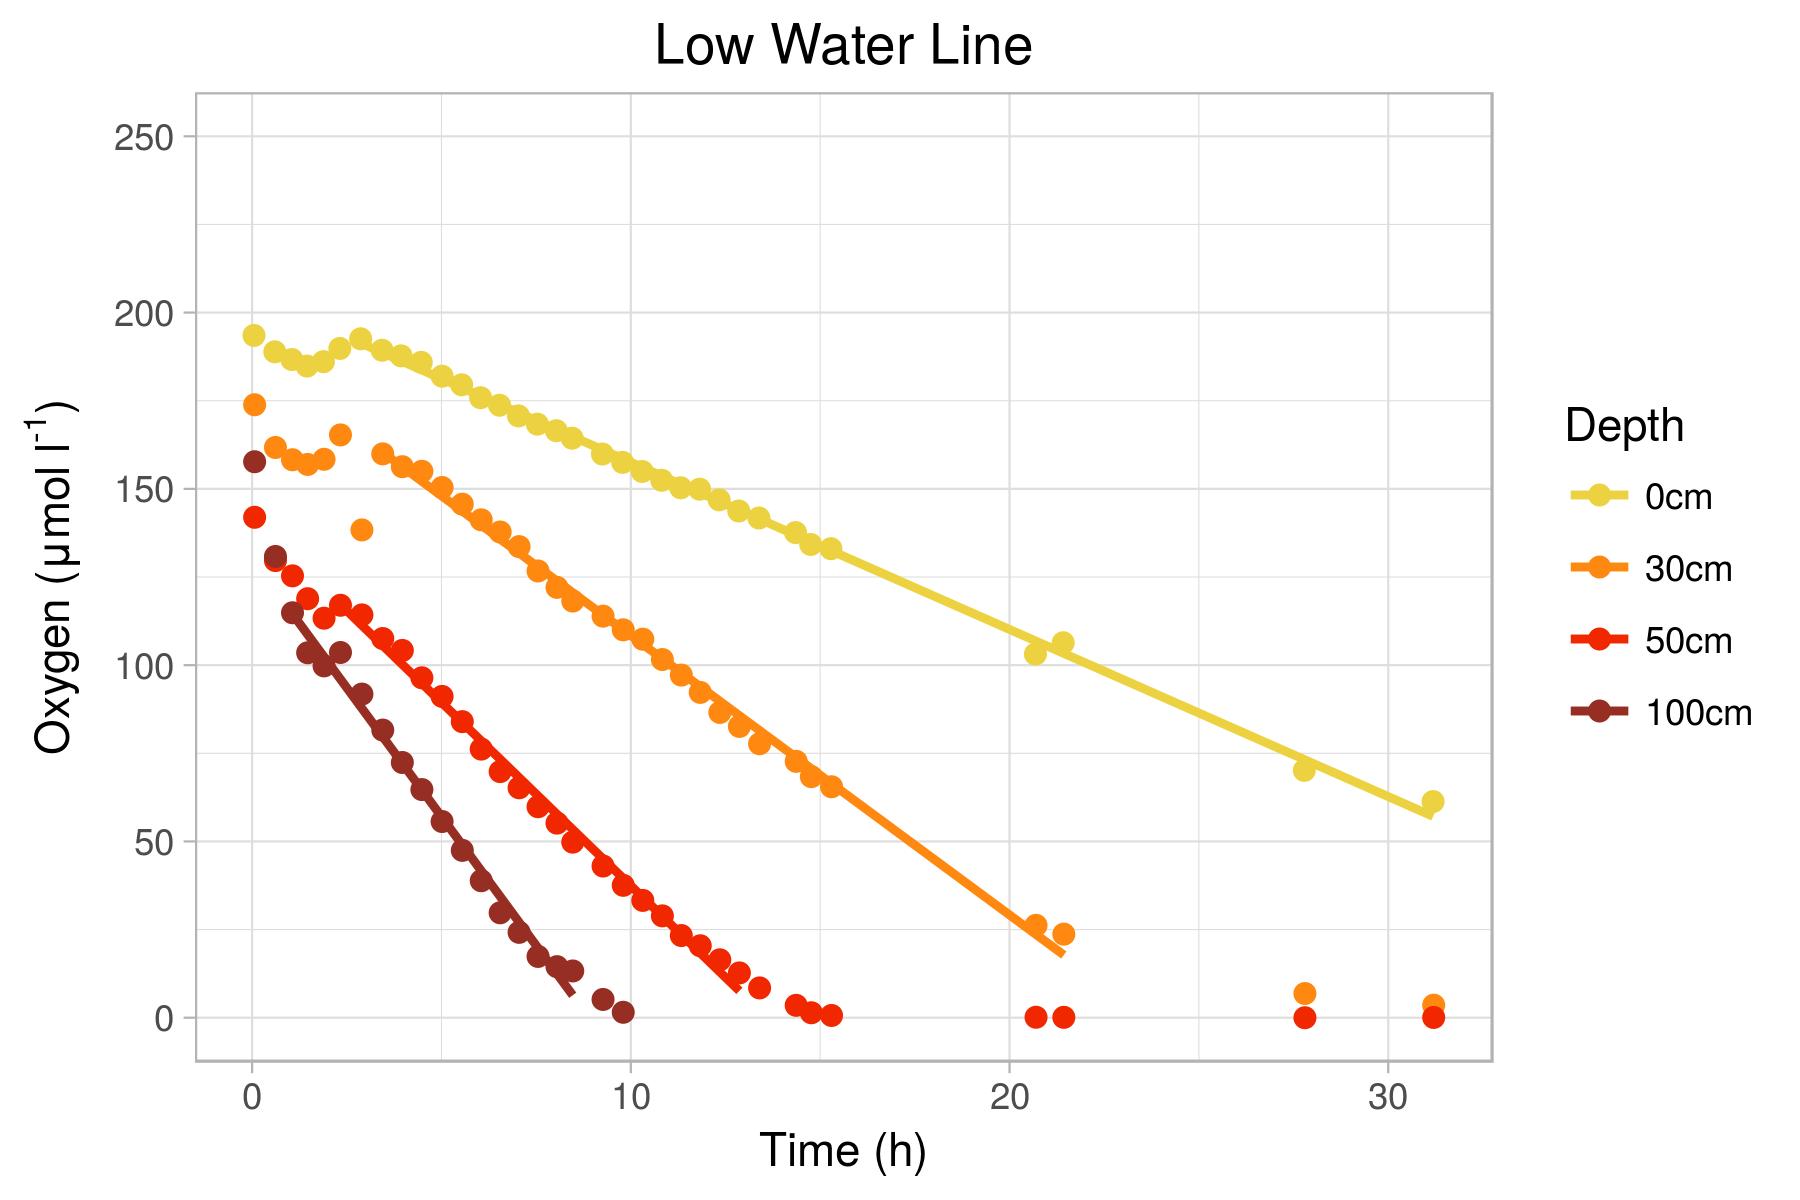 Low Water Line
Oxygen (μmol l⁻¹)
250
200
150
100
50
0
0 10 20 30
Time (h)
Depth
0cm
30cm
50cm
100cm